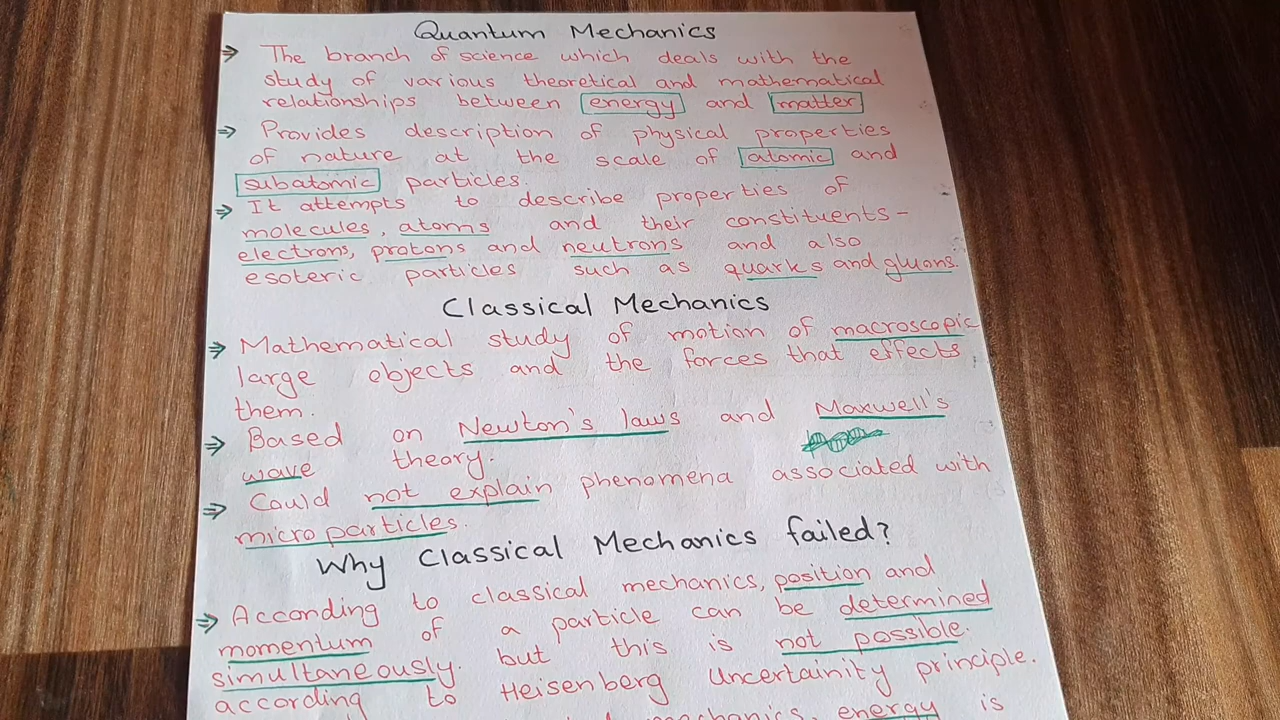 Quantum Mechanics
⇒ The branch of science which deals with the
study of various theoretical and mathematical
relationships between energy and matter
⇒ Provides description of physical properties
of nature at the scale of atomic and
subatomic particles.
⇒ It attempts to describe properties of
molecules, atoms and their constituents-
electrons, protons and neutrons and also
esoteric particles such as quarks and gluons.
Classical Mechanics
⇒ Mathematical study of motion of macroscopic
large objects and the forces that effects
them.
⇒ Based on Newton's laws and Maxwell's
wave theory.
⇒ Could not explain phenomena associated with
microparticles.
Why Classical Mechanics failed?
⇒ According to classical mechanics, position and
momentum of a particle can be determined
simultaneously. but this is not possible.
according to Heisenberg Uncertainity principle.
mechanics, energy is